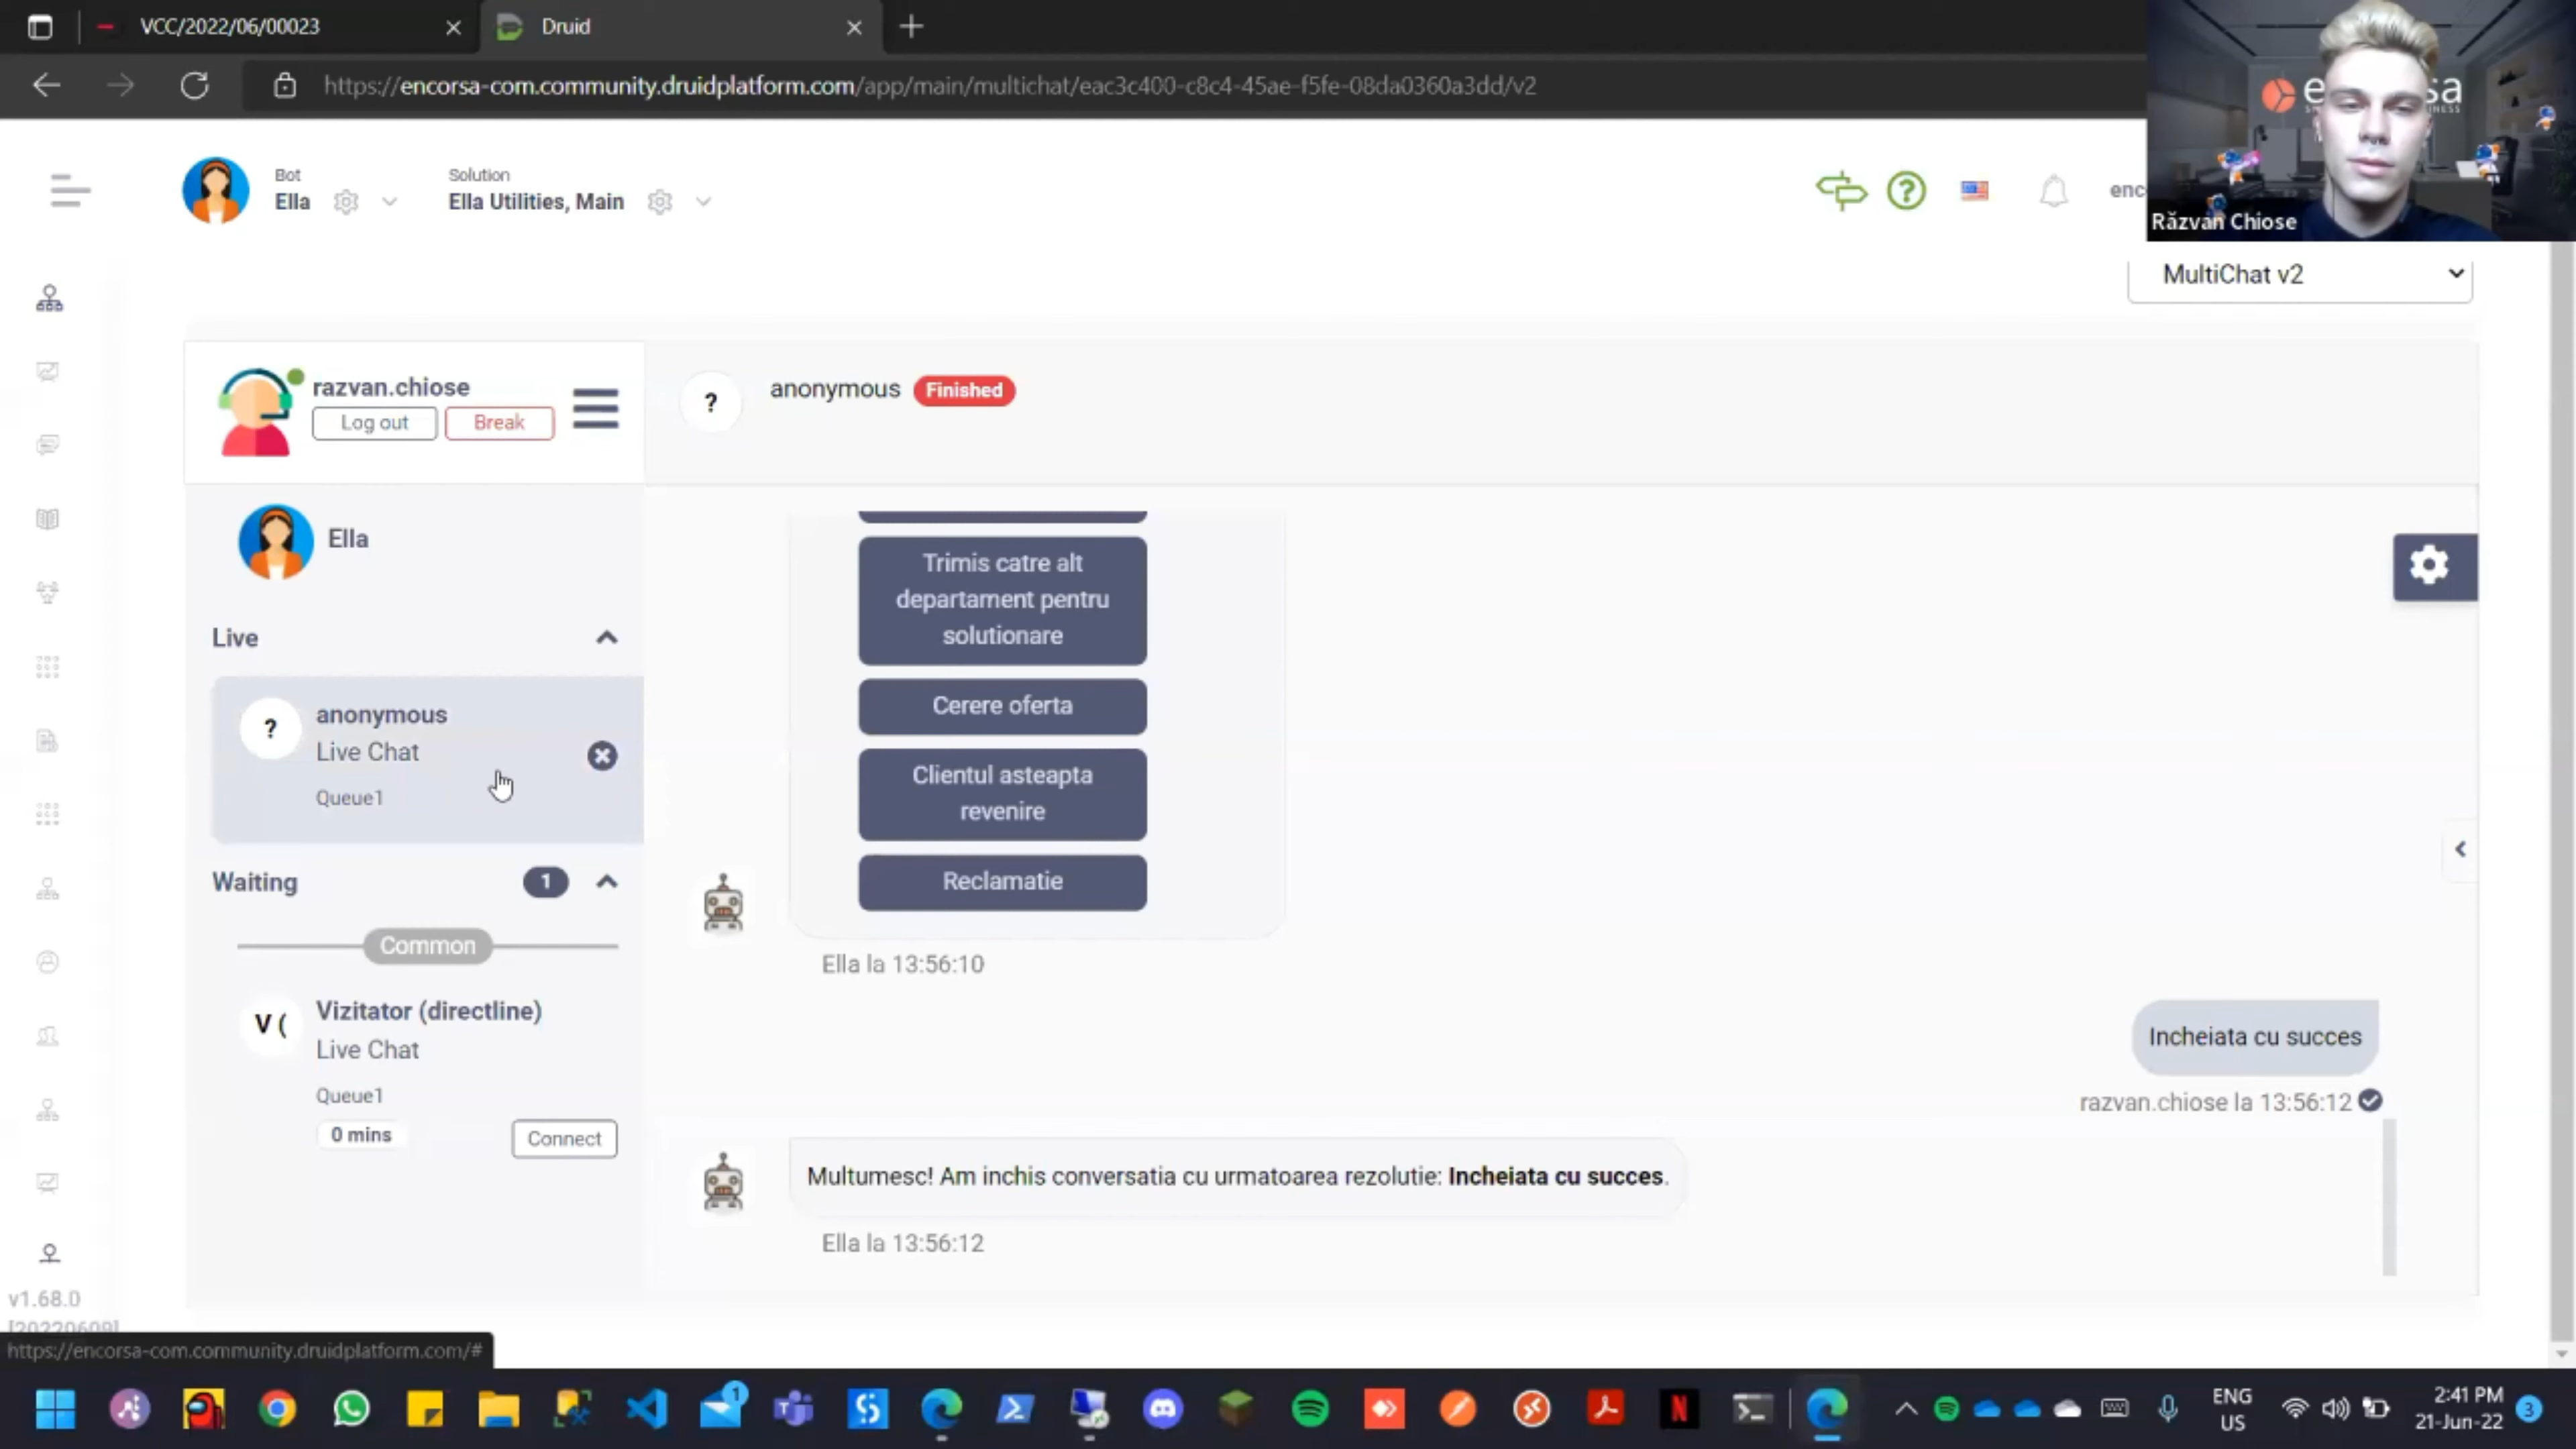 VCC/2022/06/00023
Druid
https://encorsa-com.community.druidplatform.com/app/main/multichat/eac3c400-c8c4-45ae-f5fe-08da0360a3dd/v2
Bot
Ella
Solution
Ella Utilities, Main
enc
Răzvan Chiose
MultiChat v2
razvan.chiose
Log out
Break
?
anonymous
Finished
Ella
Live
?
anonymous
Live Chat
Queue1
Waiting
1
Common
V (
Vizitator (directline)
Live Chat
Queue1
0 mins
Connect
Trimis catre alt
departament pentru
solutionare
Cerere oferta
Clientul asteapta
revenire
Reclamatie
Ella la 13:56:10
Incheiata cu succes
razvan.chiose la 13:56:12
Multumesc! Am inchis conversatia cu urmatoarea rezolutie: Incheiata cu succes.
Ella la 13:56:12
v1.68.0
[20220609]
https://encorsa-com.community.druidplatform.com/#
1
ENG
US
2:41 PM
21-Jun-22
3